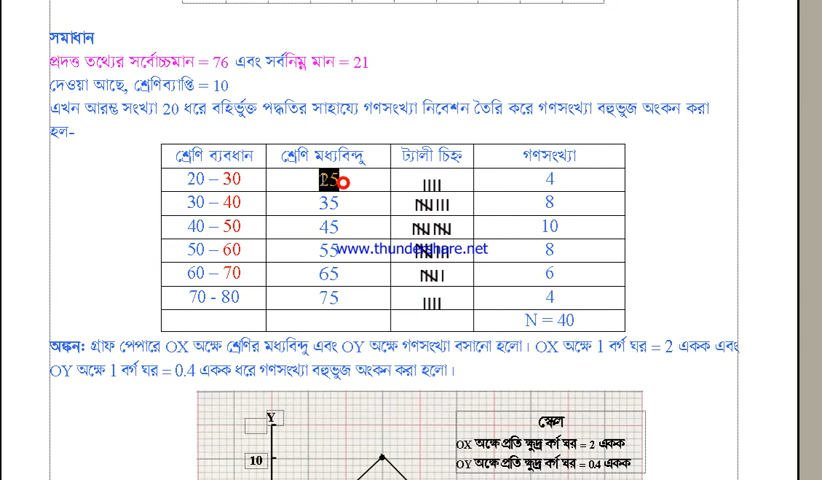 সমাধান
প্রদত্ত তথ্যের সর্বোচ্চমান = 76 এবং সর্বনিম্ন মান = 21
দেওয়া আছে, শ্রেণিব্যাপ্তি = 10
এখন আরম্ভ সংখ্যা 20 ধরে বহির্ভুক্ত পদ্ধতির সাহায্যে গণসংখ্যা নিবেশন তৈরি করে গণসংখ্যা বহুভুজ অংকন করা
হল-
শ্রেণি ব্যবধান শ্রেণি মধ্যবিন্দু ট্যালী চিহ্ন গণসংখ্যা
20 – 30 25 4
30 – 40 35 8
40 – 50 45 10
50 – 60 55 8
www.thundershare.net
60 – 70 65 6
70 - 80 75 4
N = 40
অঙ্কন: গ্রাফ পেপারে OX অক্ষে শ্রেণির মধ্যবিন্দু এবং OY অক্ষে গণসংখ্যা বসানো হলো। OX অক্ষে 1 বর্গ ঘর = 2 একক এবং
OY অক্ষে 1 বর্গ ঘর = 0.4 একক ধরে গণসংখ্যা বহুভুজ অংকন করা হলো।
Y
স্কেল
OX অক্ষে প্রতি ক্ষুদ্র বর্গ ঘর = 2 একক
10
OY অক্ষে প্রতি ক্ষুদ্র বর্গ ঘর = 0.4 একক